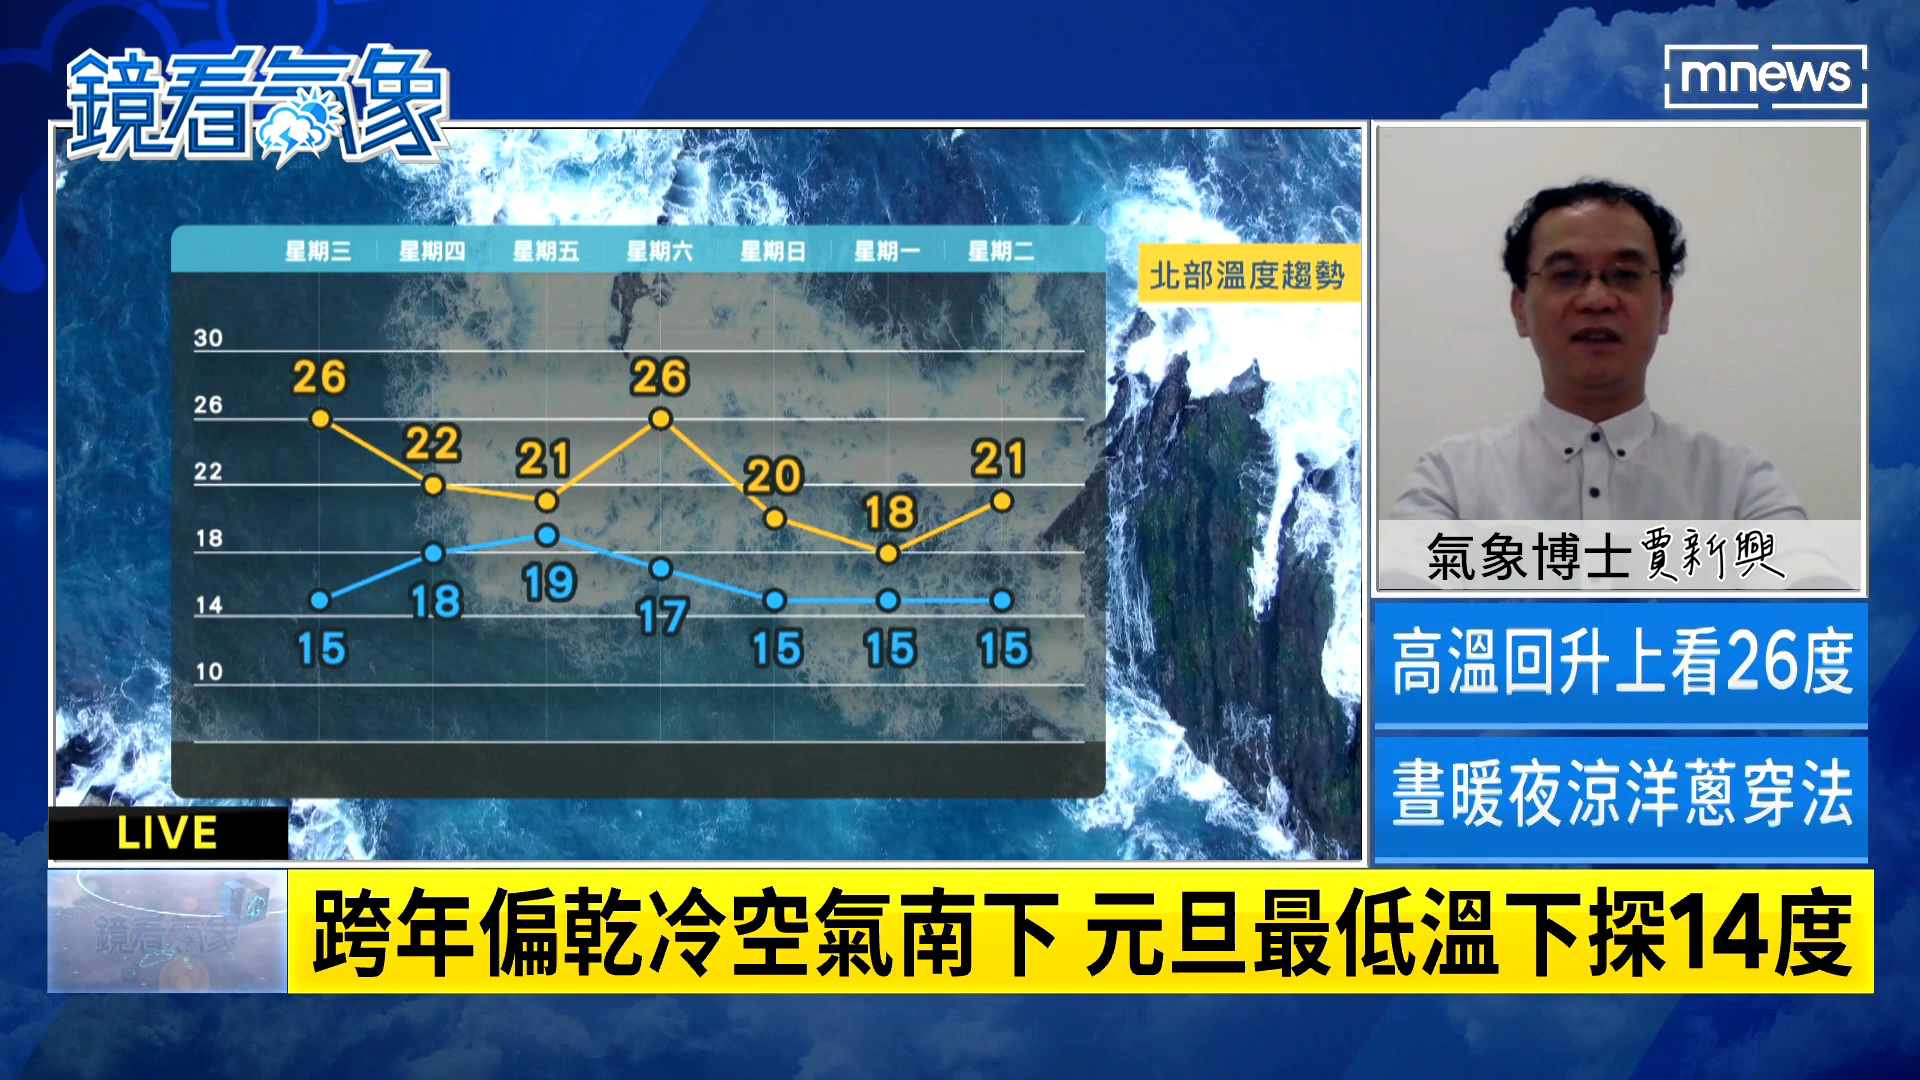 鏡看氣象
mnews
星期三 星期四 星期五 星期六 星期日 星期一 星期二
北部溫度趨勢
30
26 26
26
22 21 20 21
22
18
18
18 19 17
14
15 15 15 15
10
氣象博士賈新興
高溫回升上看26度
晝暖夜涼洋蔥穿法
LIVE
鏡看氣象
跨年偏乾冷空氣南下 元旦最低溫下探14度